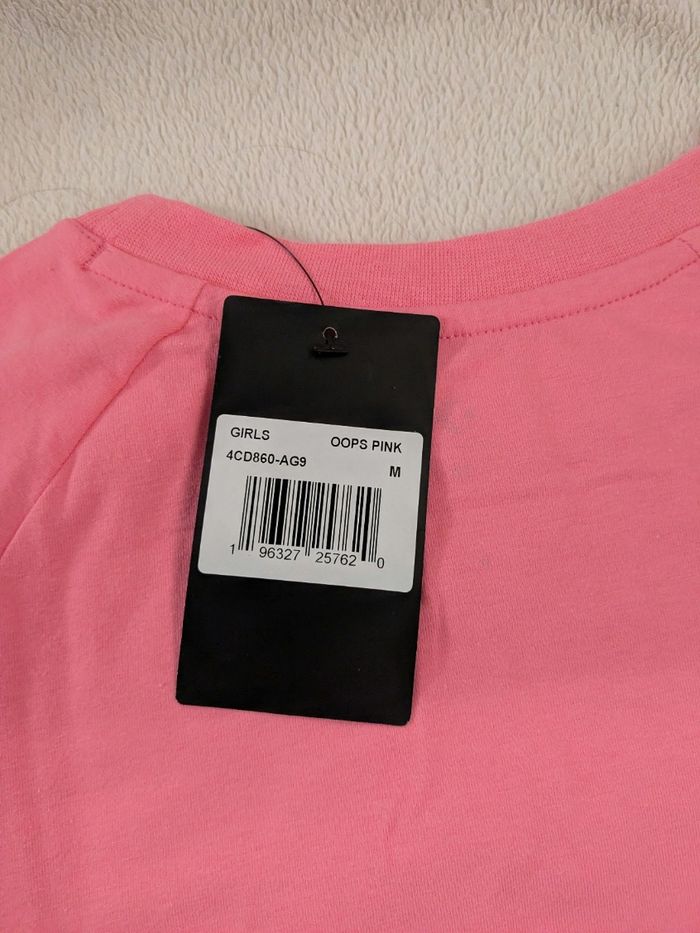 GIRLS OOPS PINK
4CD860-AG9
M
1 96327 25762 0